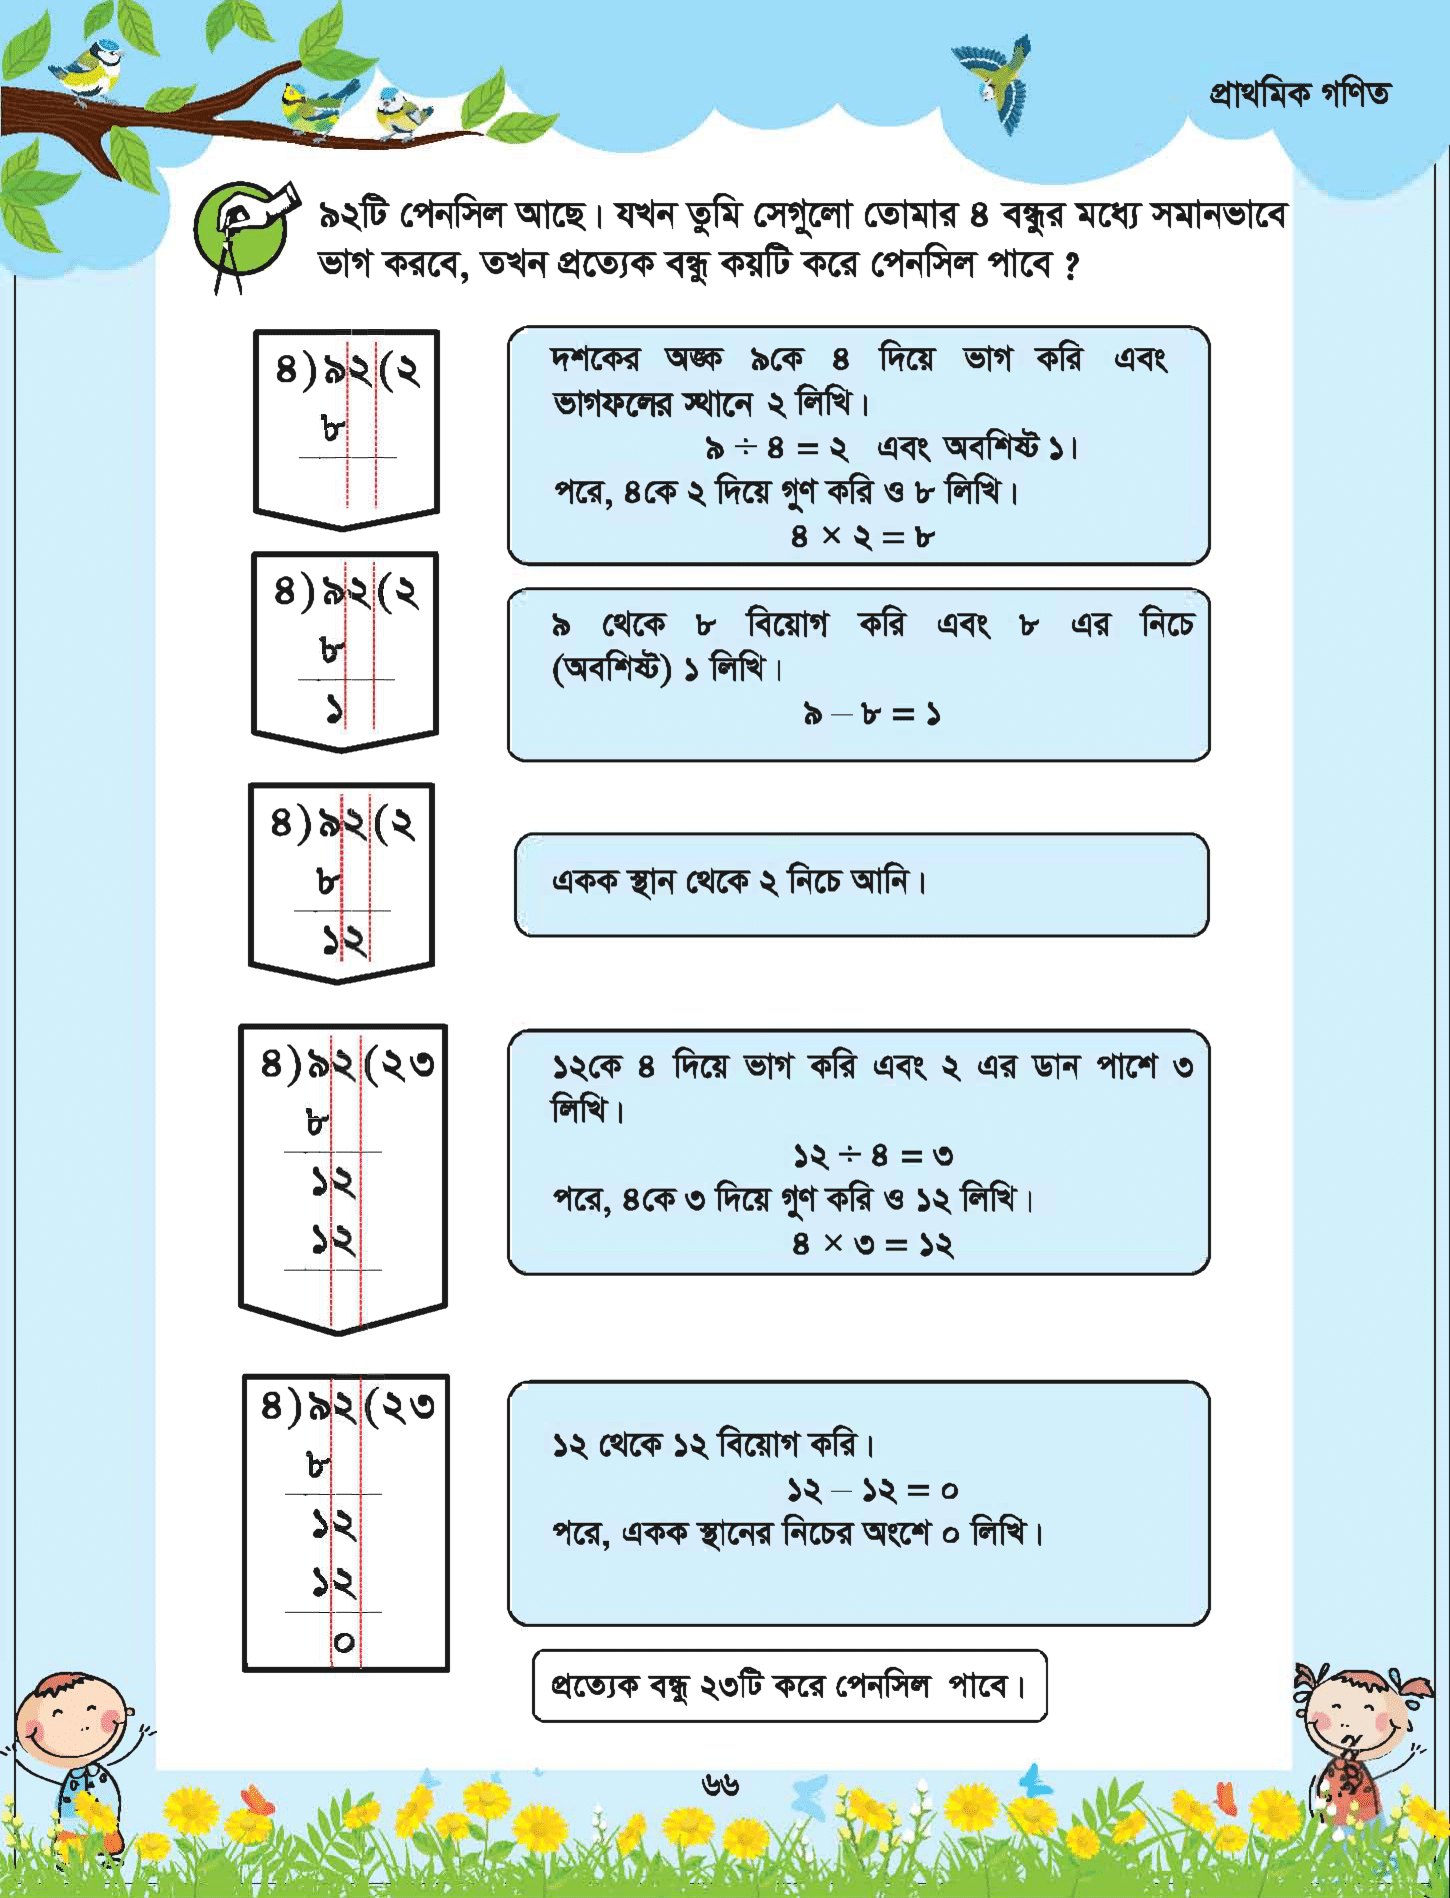 প্রাথমিক গণিত
৯২টি পেনসিল আছে। যখন তুমি সেগুলো তোমার ৪ বন্ধুর মধ্যে সমানভাবে
ভাগ করবে, তখন প্রত্যেক বন্ধু কয়টি করে পেনসিল পাবে ?
৪)৯২(২
৮
দশকের অঙ্ক ৯কে ৪ দিয়ে ভাগ করি এবং
ভাগফলের স্থানে ২ লিখি।
৯ ÷ ৪ = ২ এবং অবশিষ্ট ১।
পরে, ৪কে ২ দিয়ে গুণ করি ও ৮ লিখি।
৪ × ২ = ৮
৪)৯২(২
৮
১
৯ থেকে ৮ বিয়োগ করি এবং ৮ এর নিচে
(অবশিষ্ট) ১ লিখি।
৯ – ৮ = ১
৪)৯২(২
৮
১২
একক স্থান থেকে ২ নিচে আনি।
৪)৯২(২৩
৮
১২
১২
১২কে ৪ দিয়ে ভাগ করি এবং ২ এর ডান পাশে ৩
লিখি।
১২ ÷ ৪ = ৩
পরে, ৪কে ৩ দিয়ে গুণ করি ও ১২ লিখি।
৪ × ৩ = ১২
৪)৯২(২৩
৮
১২
১২
০
১২ থেকে ১২ বিয়োগ করি।
১২ – ১২ = ০
পরে, একক স্থানের নিচের অংশে ০ লিখি।
প্রত্যেক বন্ধু ২৩টি করে পেনসিল পাবে।
৬৬